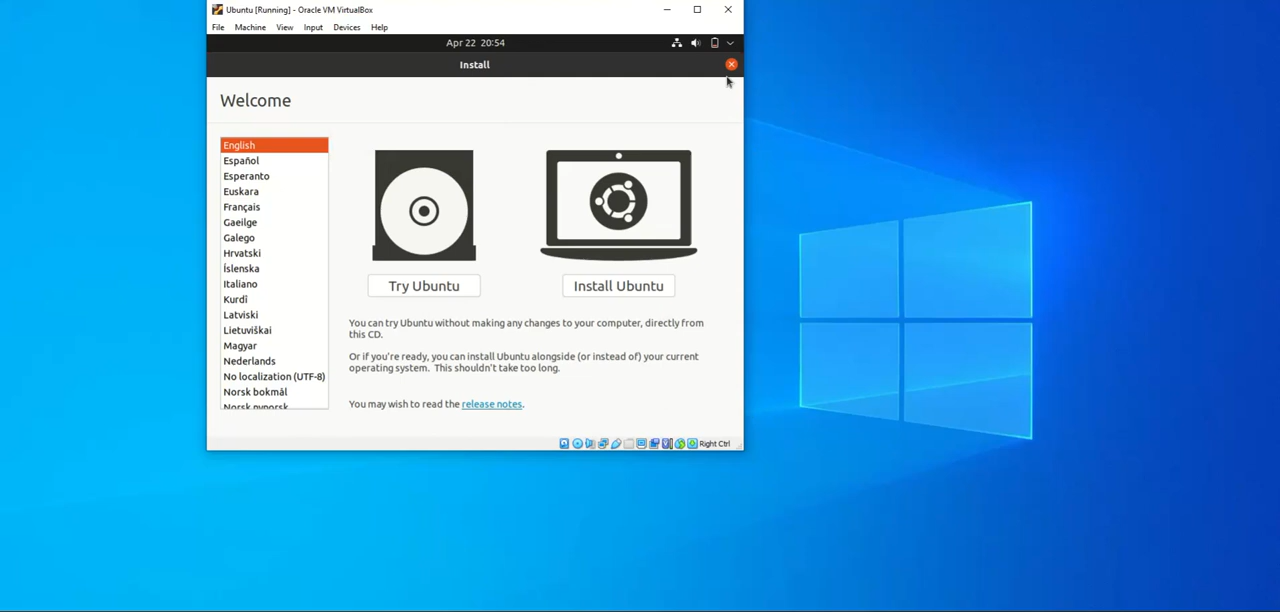 Ubuntu [Running] - Oracle VM VirtualBox
File Machine View Input Devices Help
Apr 22 20:54
Install
Welcome
English
Español
Esperanto
Euskara
Français
Gaeilge
Galego
Hrvatski
Íslenska
Italiano
Kurdî
Latviski
Lietuviškai
Magyar
Nederlands
No localization (UTF-8)
Norsk bokmål
Norsk nynorsk
Try Ubuntu
Install Ubuntu
You can try Ubuntu without making any changes to your computer, directly from
this CD.
Or if you're ready, you can install Ubuntu alongside (or instead of) your current
operating system. This shouldn't take too long.
You may wish to read the release notes.
Right Ctrl